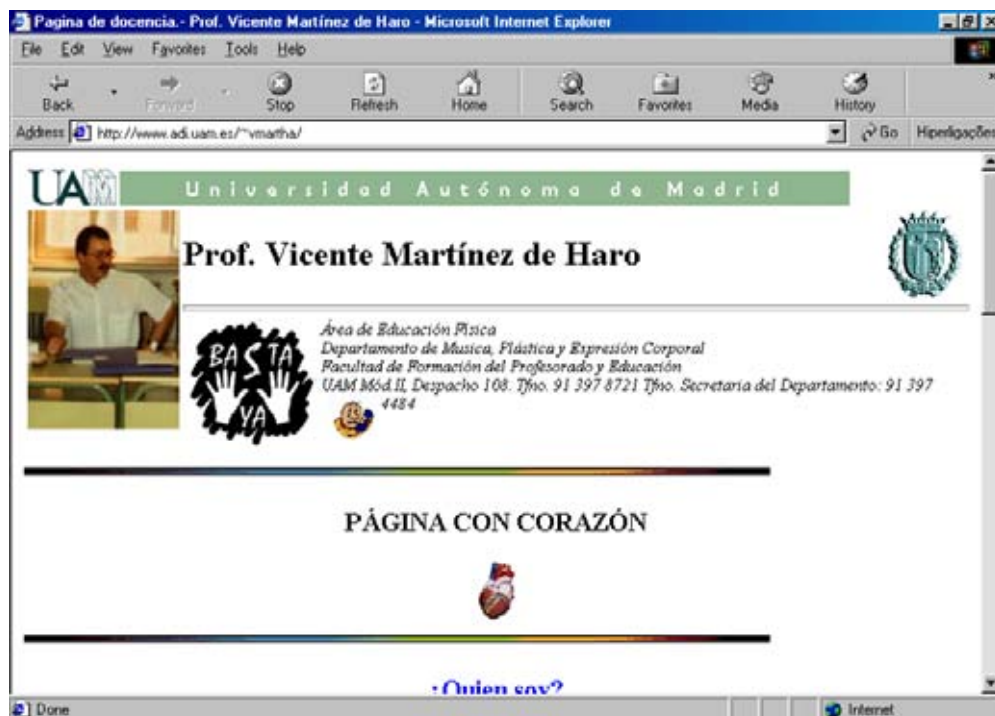 Pagina de docencia.- Prof. Vicente Martínez de Haro - Microsoft Internet Explorer
File Edit View Favorites Tools Help
Back Forward Stop Refresh Home Search Favorites Media History
Address http://www.adi.uam.es/~vmartha/ Go Hiperligações
UAM Universidad Autónoma de Madrid
Prof. Vicente Martínez de Haro
Área de Educación Física
Departamento de Musica, Plástica y Expresión Corporal
Facultad de Formación del Profesorado y Educación
UAM Mód II, Despacho 108. Tfno. 91 397 8721 Tfno. Secretaria del Departamento: 91 397
4484
BASTA
YA
PÁGINA CON CORAZÓN
¿Quien soy?
Done Internet